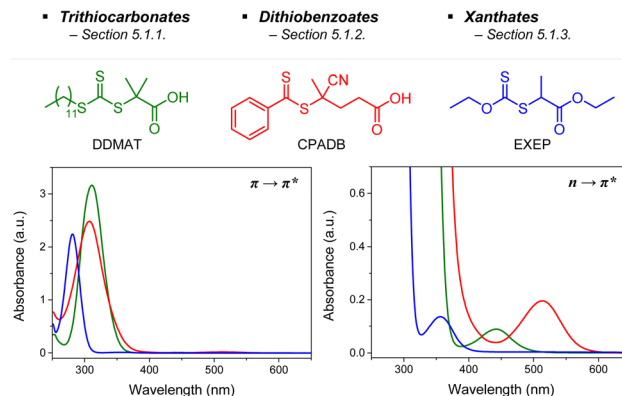 ▪ Trithiocarbonates
– Section 5.1.1.
▪ Dithiobenzoates
– Section 5.1.2.
▪ Xanthates
– Section 5.1.3.
11
S
S
S
OH
O
DDMAT
S
S
CN
OH
O
CPADB
S
O
S
O
O
EXEP
π → π*
Absorbance (a.u.)
3
2
1
0
300
400
500
600
Wavelength (nm)
n → π*
Absorbance (a.u.)
0.6
0.4
0.2
0.0
300
400
500
600
Wavelength (nm)